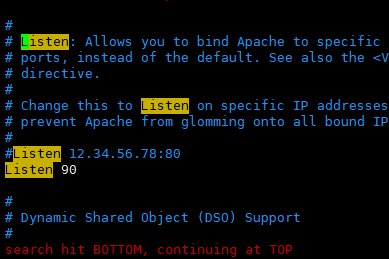 #
# Listen: Allows you to bind Apache to specific
# ports, instead of the default. See also the <V
# directive.
#
# Change this to Listen on specific IP addresses
# prevent Apache from glomming onto all bound IP
#
#Listen 12.34.56.78:80
Listen 90
#
# Dynamic Shared Object (DSO) Support
#
search hit BOTTOM, continuing at TOP